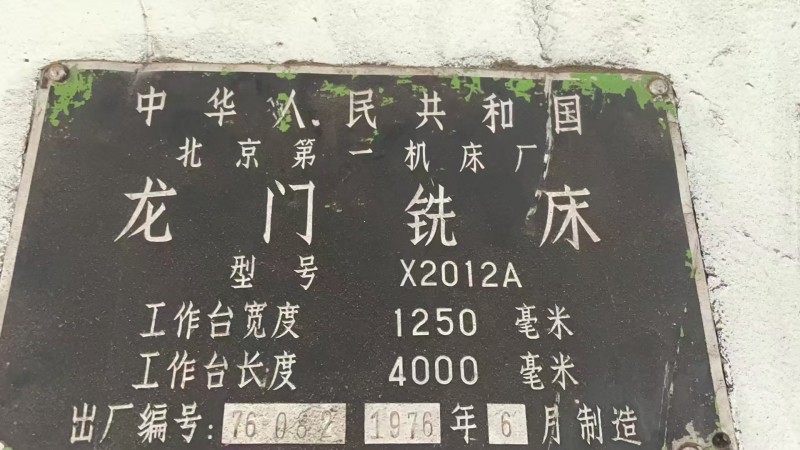 中华人民共和国
北京第一机床厂
龙门铣床
型号 X2012A
工作台宽度 1250 毫米
工作台长度 4000 毫米
出厂编号: 76082 1976 年 6 月制造